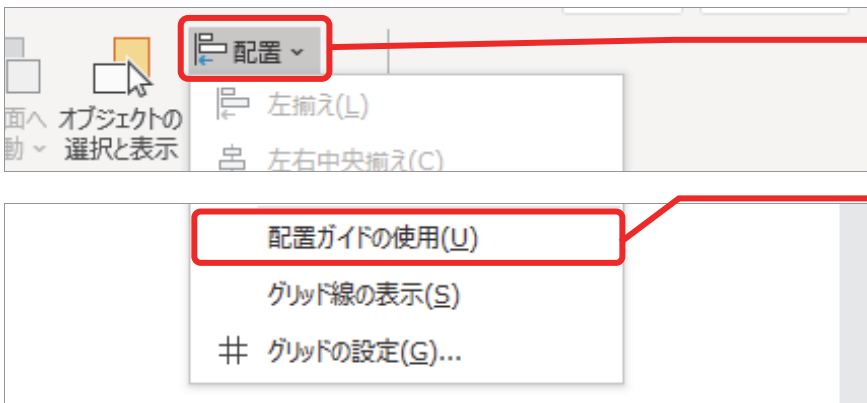 配置
面へ オブジェクトの
動 選択と表示
左揃え(L)
左右中央揃え(C)
配置ガイドの使用(U)
グリッド線の表示(S)
グリッドの設定(G)...